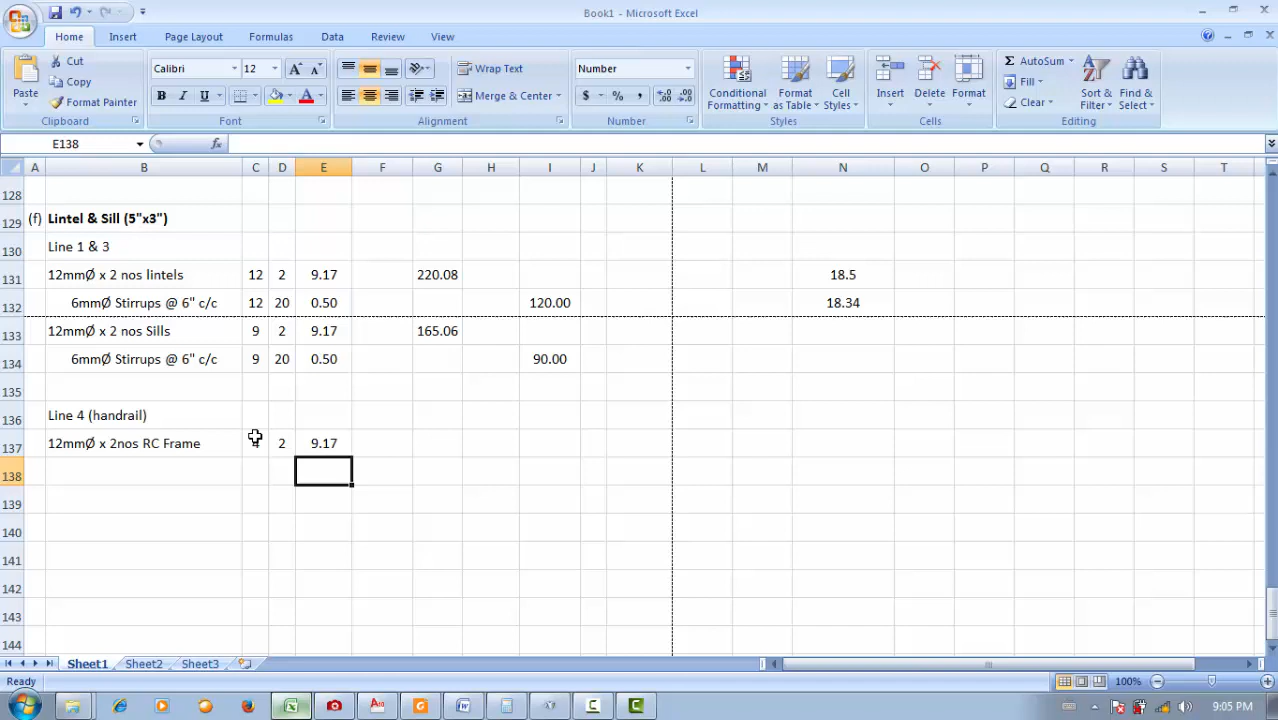 Book1 - Microsoft Excel
Home Insert Page Layout Formulas Data Review View
Cut
Copy
Format Painter
Paste
Clipboard
Calibri 12
B I U
Font
Wrap Text
Merge & Center
Alignment
Number
$ % ,
Number
Conditional Formatting
Format as Table
Cell Styles
Styles
Insert Delete Format
Cells
AutoSum
Fill
Clear
Sort & Filter
Find & Select
Editing
E138 fx
A B C D E F G H I J K L M N O P Q R S T
128
129 (f) Lintel & Sill (5"x3")
130 Line 1 & 3
131 12mmØ x 2 nos lintels 12 2 9.17 220.08 18.5
132 6mmØ Stirrups @ 6" c/c 12 20 0.50 120.00 18.34
133 12mmØ x 2 nos Sills 9 2 9.17 165.06
134 6mmØ Stirrups @ 6" c/c 9 20 0.50 90.00
135
136 Line 4 (handrail)
137 12mmØ x 2nos RC Frame 2 9.17
138
139
140
141
142
143
144
Sheet1 Sheet2 Sheet3
Ready 100%
9:05 PM